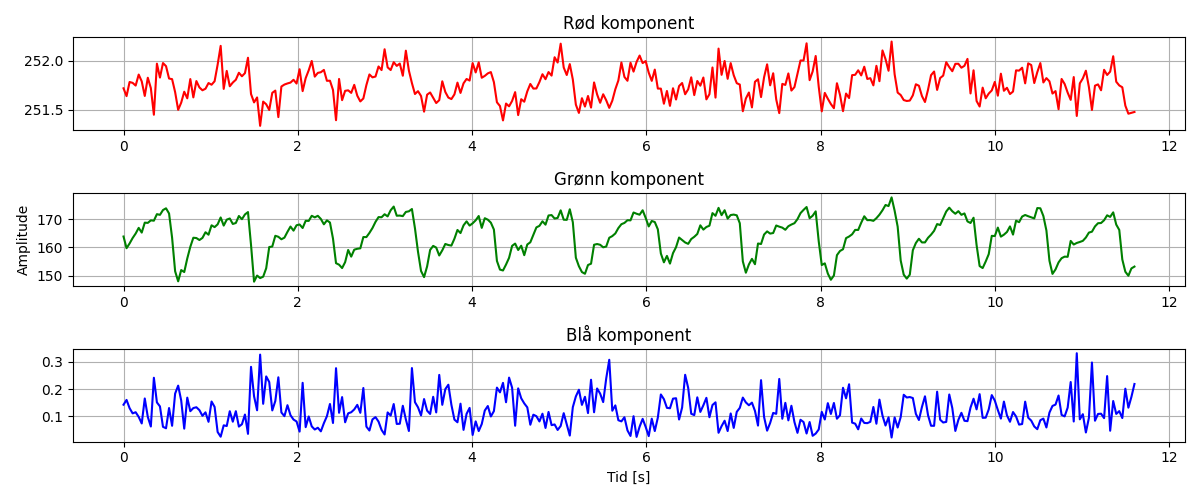 Rød komponent
252.0
251.5
0 2 4 6 8 10 12
Grønn komponent
170
160
150
Amplitude
0 2 4 6 8 10 12
Blå komponent
0.3
0.2
0.1
0 2 4 6 8 10 12
Tid [s]